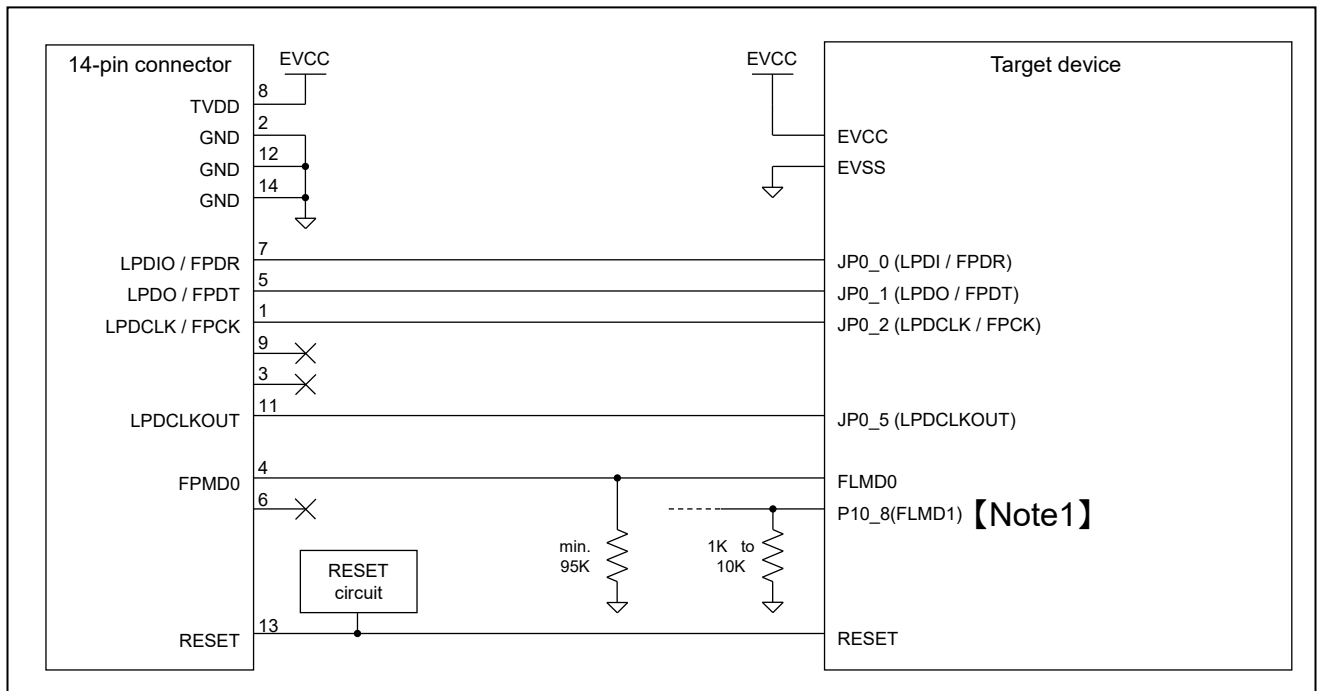 14-pin connector
EVCC
EVCC
Target device
8
TVDD
2
GND
EVCC
12
GND
EVSS
14
GND
7
LPDIO / FPDR
JP0_0 (LPDI / FPDR)
5
LPDO / FPDT
JP0_1 (LPDO / FPDT)
1
LPDCLK / FPCK
JP0_2 (LPDCLK / FPCK)
9
3
11
LPDCLKOUT
JP0_5 (LPDCLKOUT)
4
FPMD0
FLMD0
6
P10_8(FLMD1)【Note1】
min.
95K
1K to
10K
RESET
circuit
13
RESET
RESET